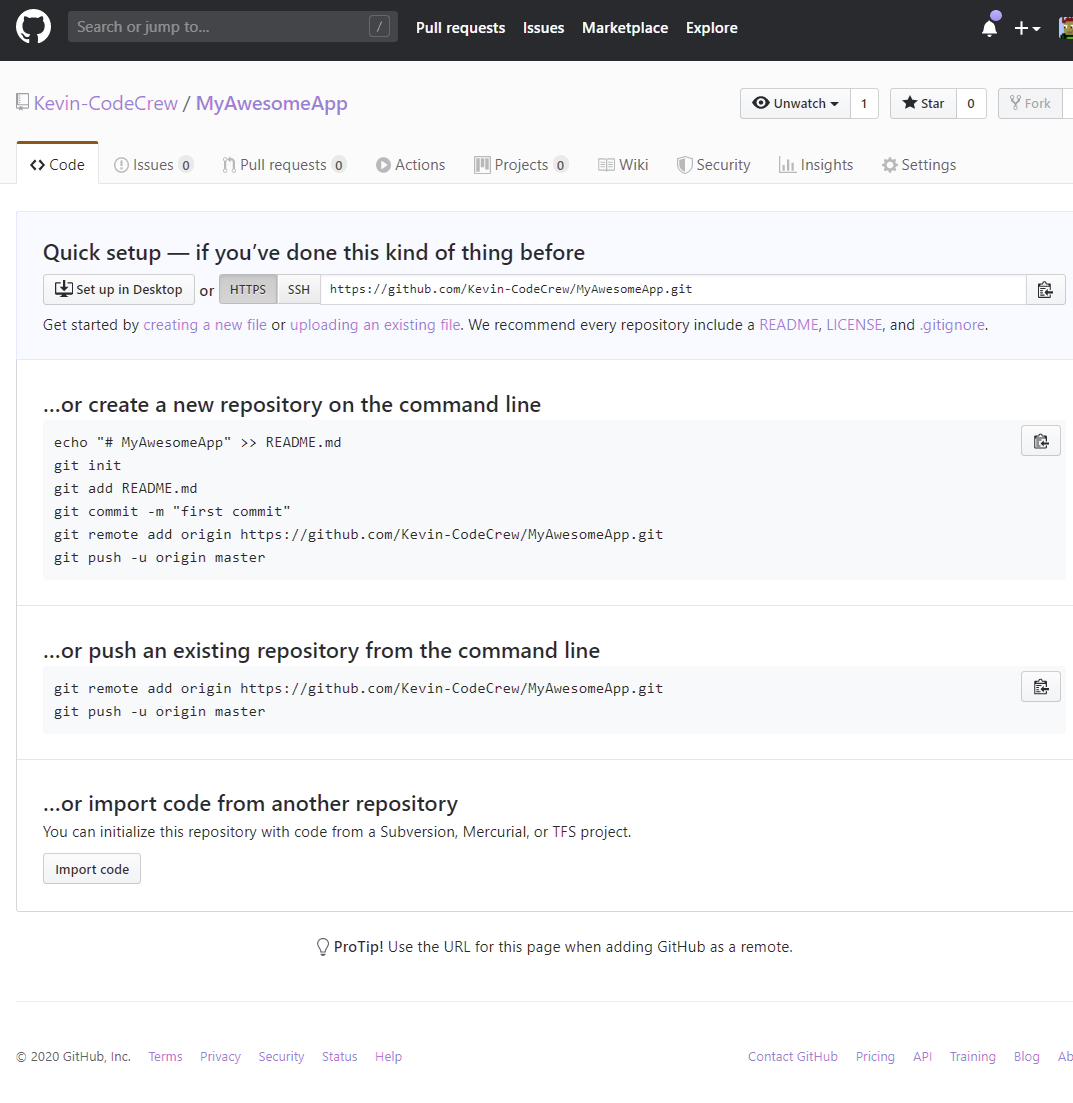 Search or jump to... / Pull requests Issues Marketplace Explore
Kevin-CodeCrew / MyAwesomeApp Unwatch 1 Star 0 Fork
Code Issues 0 Pull requests 0 Actions Projects 0 Wiki Security Insights Settings
Quick setup — if you’ve done this kind of thing before
Set up in Desktop or HTTPS SSH https://github.com/Kevin-CodeCrew/MyAwesomeApp.git
Get started by creating a new file or uploading an existing file. We recommend every repository include a README, LICENSE, and .gitignore.
…or create a new repository on the command line
echo "# MyAwesomeApp" >> README.md
git init
git add README.md
git commit -m "first commit"
git remote add origin https://github.com/Kevin-CodeCrew/MyAwesomeApp.git
git push -u origin master
…or push an existing repository from the command line
git remote add origin https://github.com/Kevin-CodeCrew/MyAwesomeApp.git
git push -u origin master
…or import code from another repository
You can initialize this repository with code from a Subversion, Mercurial, or TFS project.
Import code
ProTip! Use the URL for this page when adding GitHub as a remote.
© 2020 GitHub, Inc. Terms Privacy Security Status Help Contact GitHub Pricing API Training Blog Ab